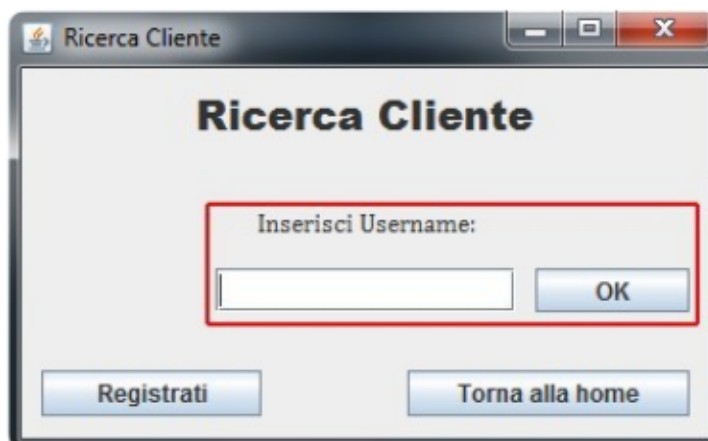 Ricerca Cliente
Ricerca Cliente
Inserisci Username:
OK
Registrati
Torna alla home